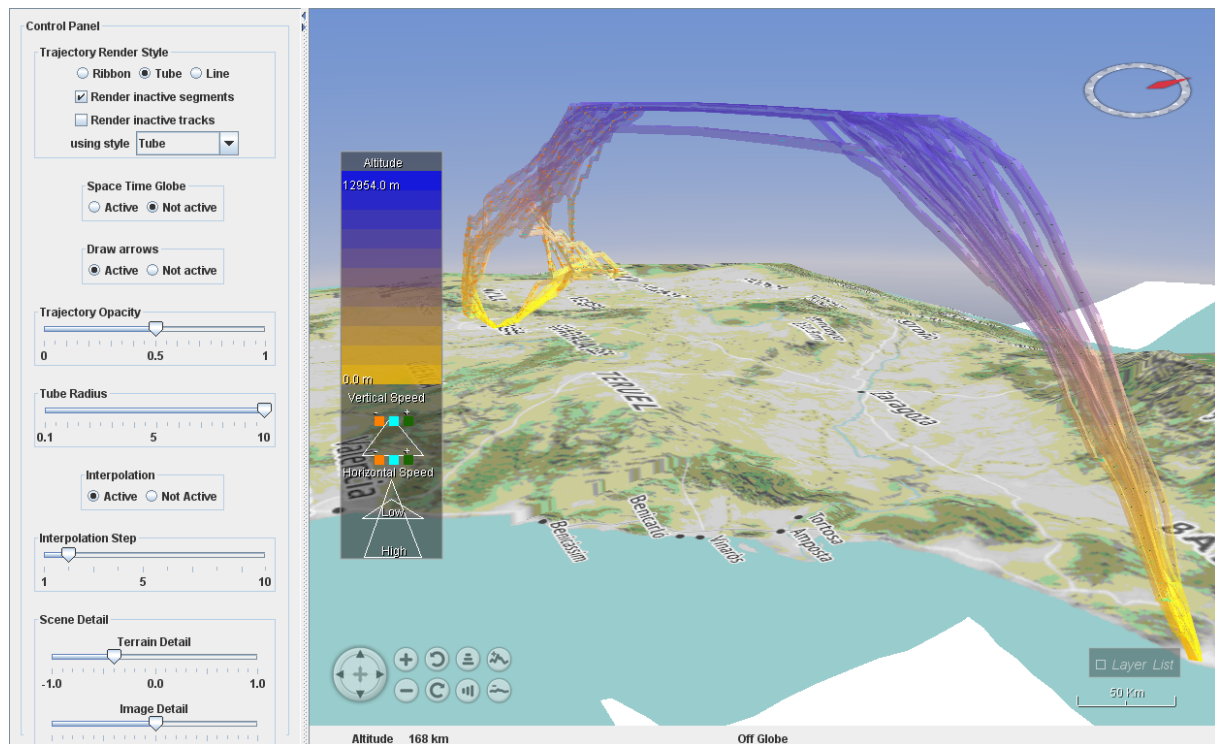 Control Panel
Trajectory Render Style
Ribbon Tube Line
Render inactive segments
Render inactive tracks
using style Tube
Space Time Globe
Active Not active
Draw arrows
Active Not active
Trajectory Opacity
0 0.5 1
Tube Radius
0.1 5 10
Interpolation
Active Not Active
Interpolation Step
1 5 10
Scene Detail
Terrain Detail
-1.0 0.0 1.0
Image Detail
Altitude
12954.0 m
0.0 m
Vertical Speed
- +
- +
Horizontal Speed
Low
High
TERUEL
Zaragoza
Valencia
Benicàssim
Benicarló
Vinaròs
Tortosa
Amposta
Layer List
50 Km
Altitude 168 km Off Globe